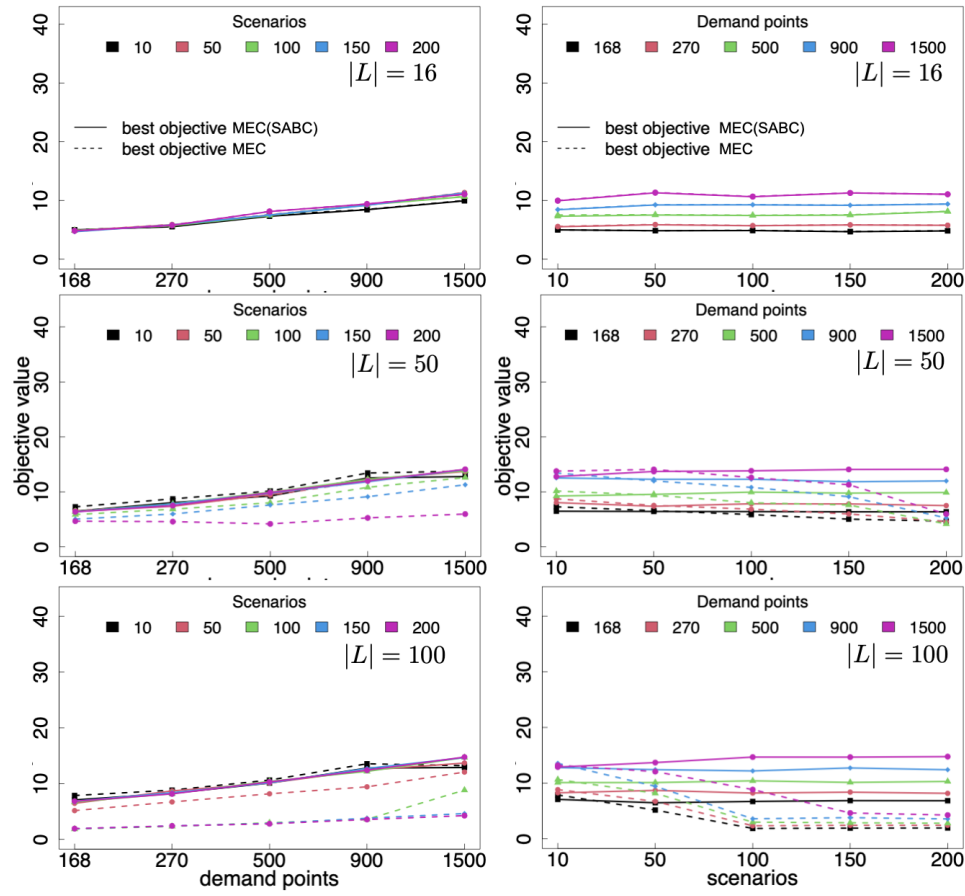 Scenarios
10 50 100 150 200
|L| = 16
best objective MEC(SABC)
best objective MEC
0 10 20 30 40
168 270 500 900 1500
Demand points
168 270 500 900 1500
|L| = 16
best objective MEC(SABC)
best objective MEC
0 10 20 30 40
10 50 100 150 200
Scenarios
10 50 100 150 200
|L| = 50
objective value
0 10 20 30 40
168 270 500 900 1500
Demand points
168 270 500 900 1500
|L| = 50
objective value
0 10 20 30 40
10 50 100 150 200
Scenarios
10 50 100 150 200
|L| = 100
0 10 20 30 40
168 270 500 900 1500
demand points
Demand points
168 270 500 900 1500
|L| = 100
0 10 20 30 40
10 50 100 150 200
scenarios